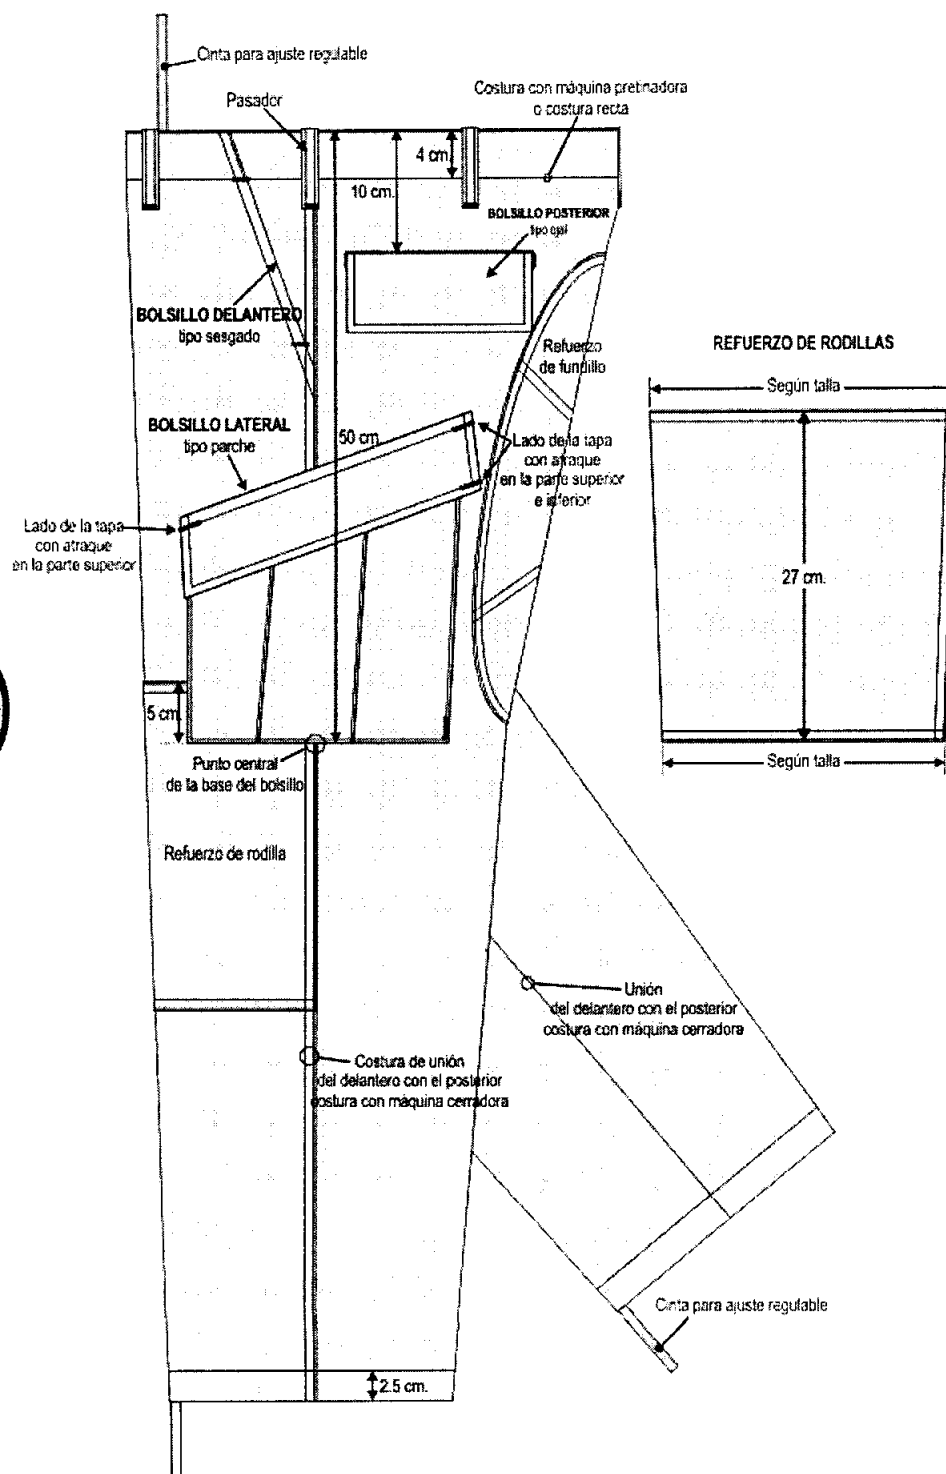 Cinta para ajuste regulable
Pasador
Costura con máquina pretinadora
o costura recta
4 cm.
10 cm.
BOLSILLO POSTERIOR
tipo ojal
BOLSILLO DELANTERO
tipo sesgado
Refuerzo
de fundillo
REFUERZO DE RODILLAS
Según talla
BOLSILLO LATERAL
tipo parche
50 cm.
Lado de la tapa
con atraque
en la parte superior
e inferior
Lado de la tapa
con atraque
en la parte superior
27 cm.
5 cm.
Punto central
de la base del bolsillo
Según talla
Refuerzo de rodilla
Unión
del delantero con el posterior
costura con máquina cerradora
Costura de unión
del delantero con el posterior
costura con máquina cerradora
Cinta para ajuste regulable
2.5 cm.